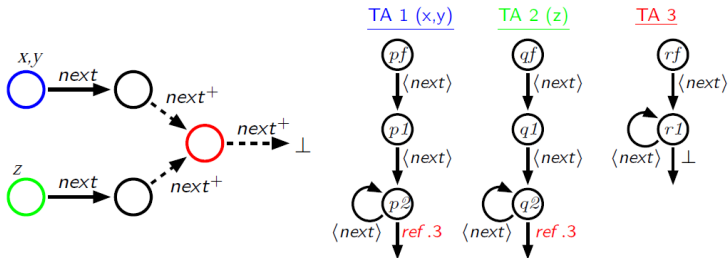 x,y
next
next⁺
next⁺
⊥
z
next
next⁺
TA 1 (x,y)
pf
⟨next⟩
p1
⟨next⟩
p2
⟨next⟩
ref.3
TA 2 (z)
qf
⟨next⟩
q1
⟨next⟩
q2
⟨next⟩
ref.3
TA 3
rf
⟨next⟩
r1
⟨next⟩
⊥